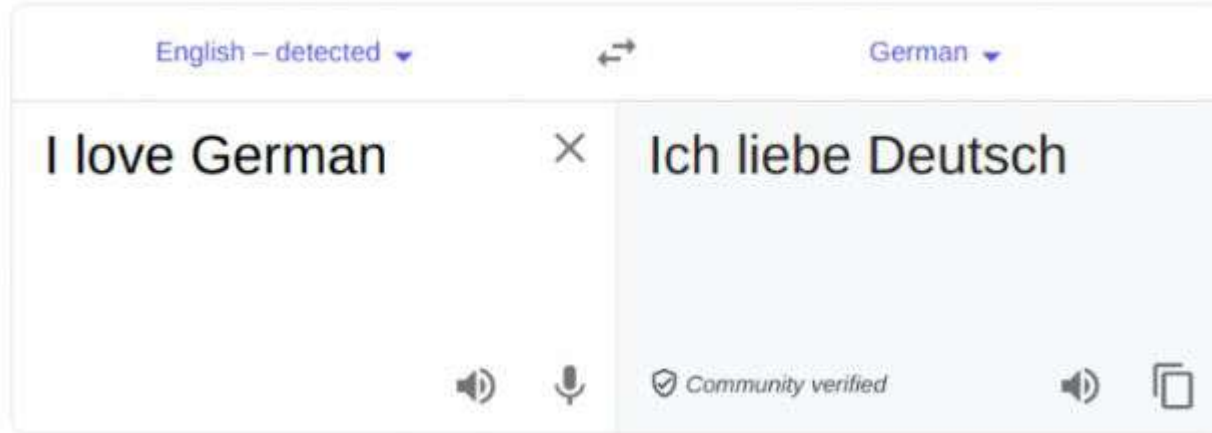 English – detected
German
I love German
Ich liebe Deutsch
Community verified